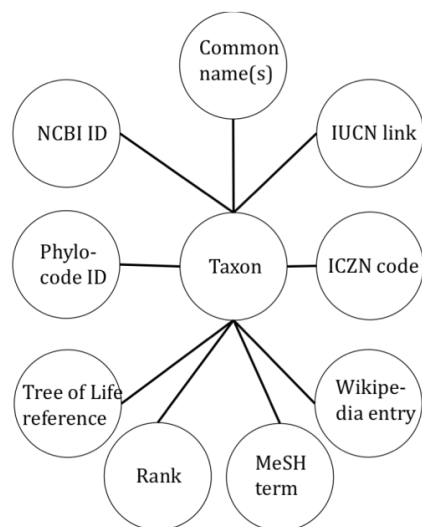 Common
name(s)
NCBI ID
IUCN link
Phylo-
code ID
Taxon
ICZN code
Tree of Life
reference
Wikipe-
dia entry
Rank
MeSH
term